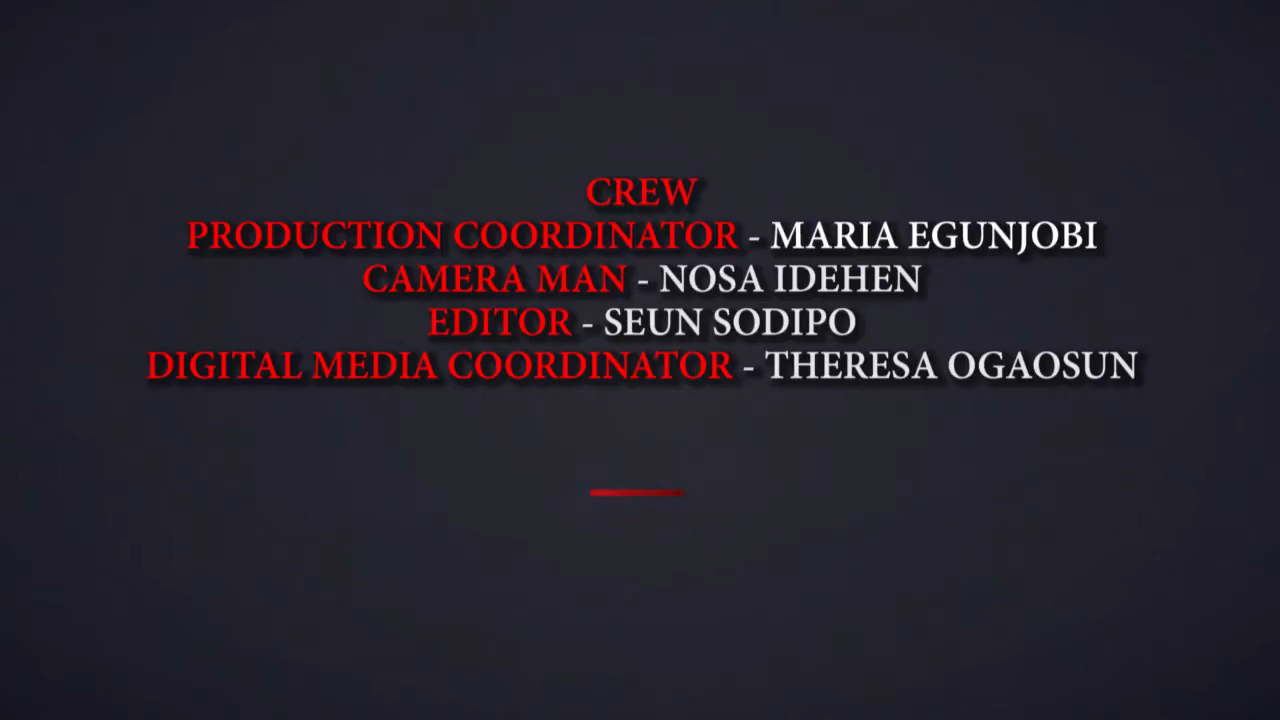 CREW
PRODUCTION COORDINATOR - MARIA EGUNJOBI
CAMERA MAN - NOSA IDEHEN
EDITOR - SEUN SODIPO
DIGITAL MEDIA COORDINATOR - THERESA OGAOSUN